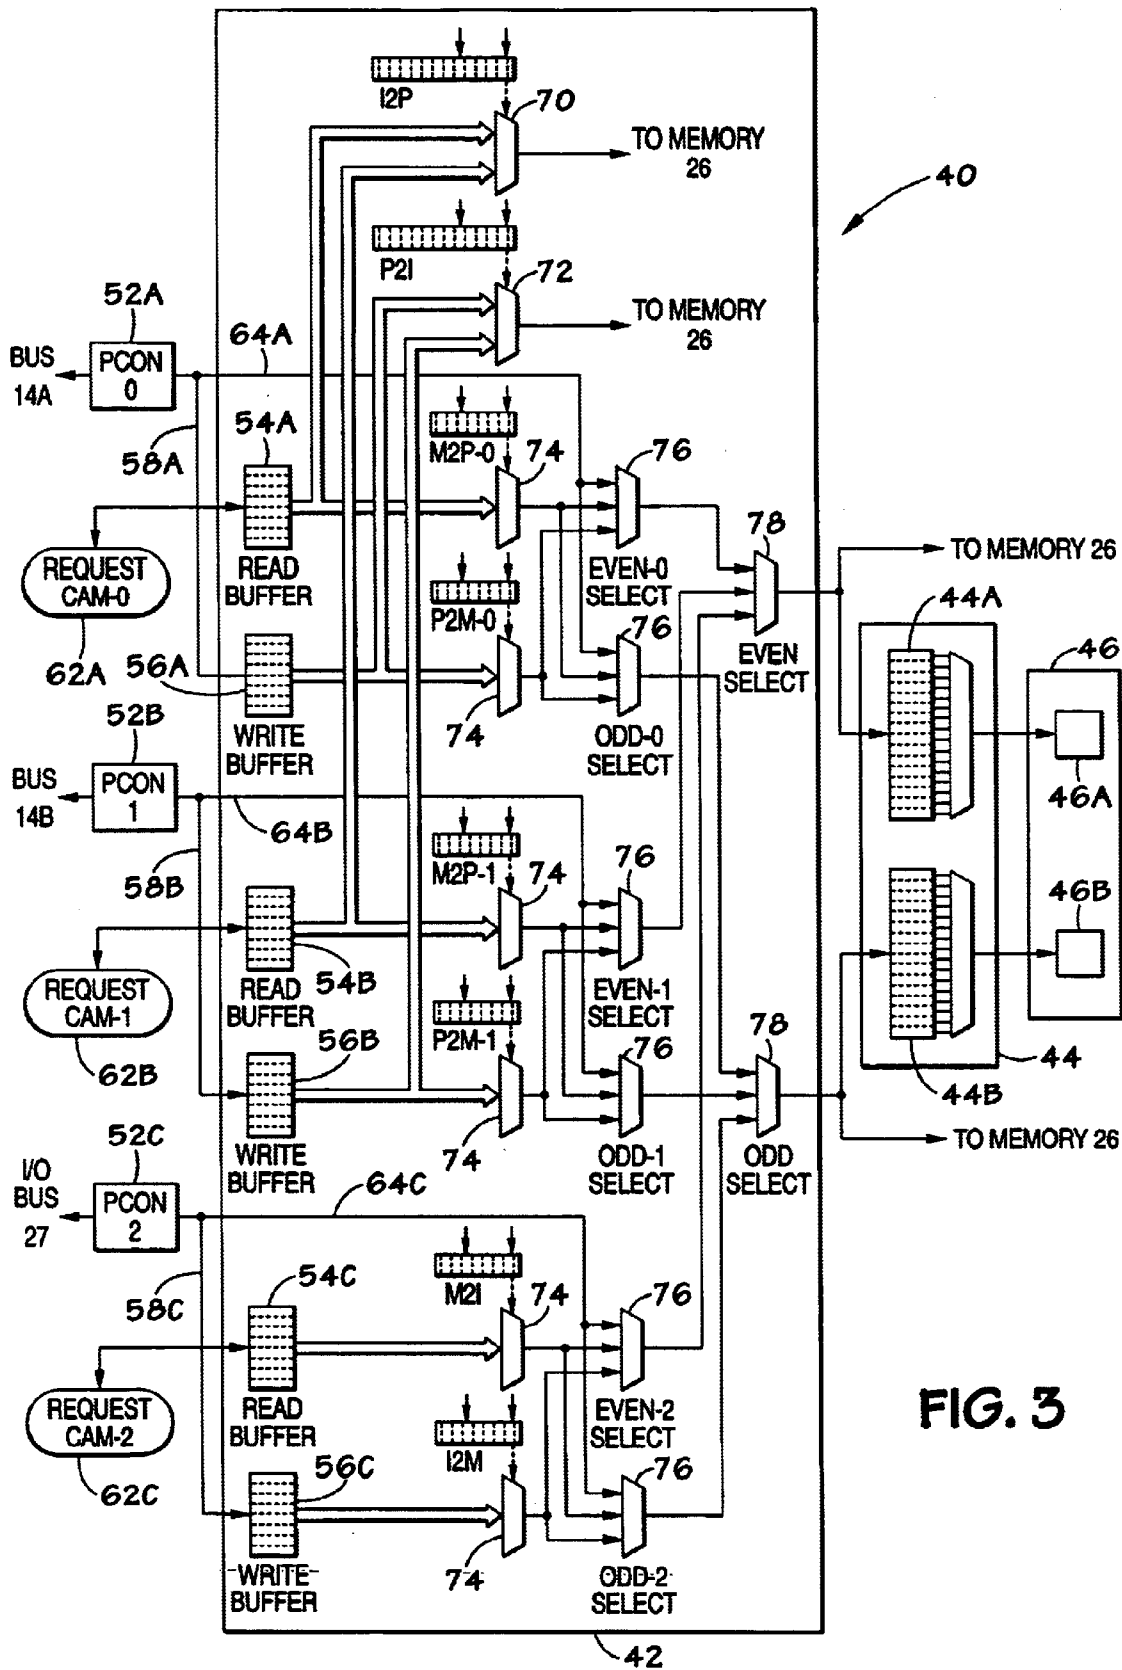 I2P
70
TO MEMORY
26
40
P2I
72
TO MEMORY
26
52A
64A
BUS
14A
PCON
0
58A
54A
M2P-0
74
76
REQUEST
CAM-0
READ
BUFFER
EVEN-0
SELECT
78
TO MEMORY 26
44A
P2M-0
76
EVEN
SELECT
46
62A
56A
52B
WRITE
BUFFER
74
ODD-0
SELECT
46A
BUS
14B
PCON
1
64B
58B
M2P-1
74
76
46B
REQUEST
CAM-1
54B
READ
BUFFER
EVEN-1
SELECT
P2M-1
76
78
44
62B
56B
44B
52C
WRITE
BUFFER
74
ODD-1
SELECT
ODD
SELECT
TO MEMORY 26
I/O
BUS
27
PCON
2
64C
58C
54C
M2I
74
76
REQUEST
CAM-2
READ
BUFFER
EVEN-2
SELECT
FIG. 3
I2M
76
62C
56C
WRITE
BUFFER
74
ODD-2
SELECT
42